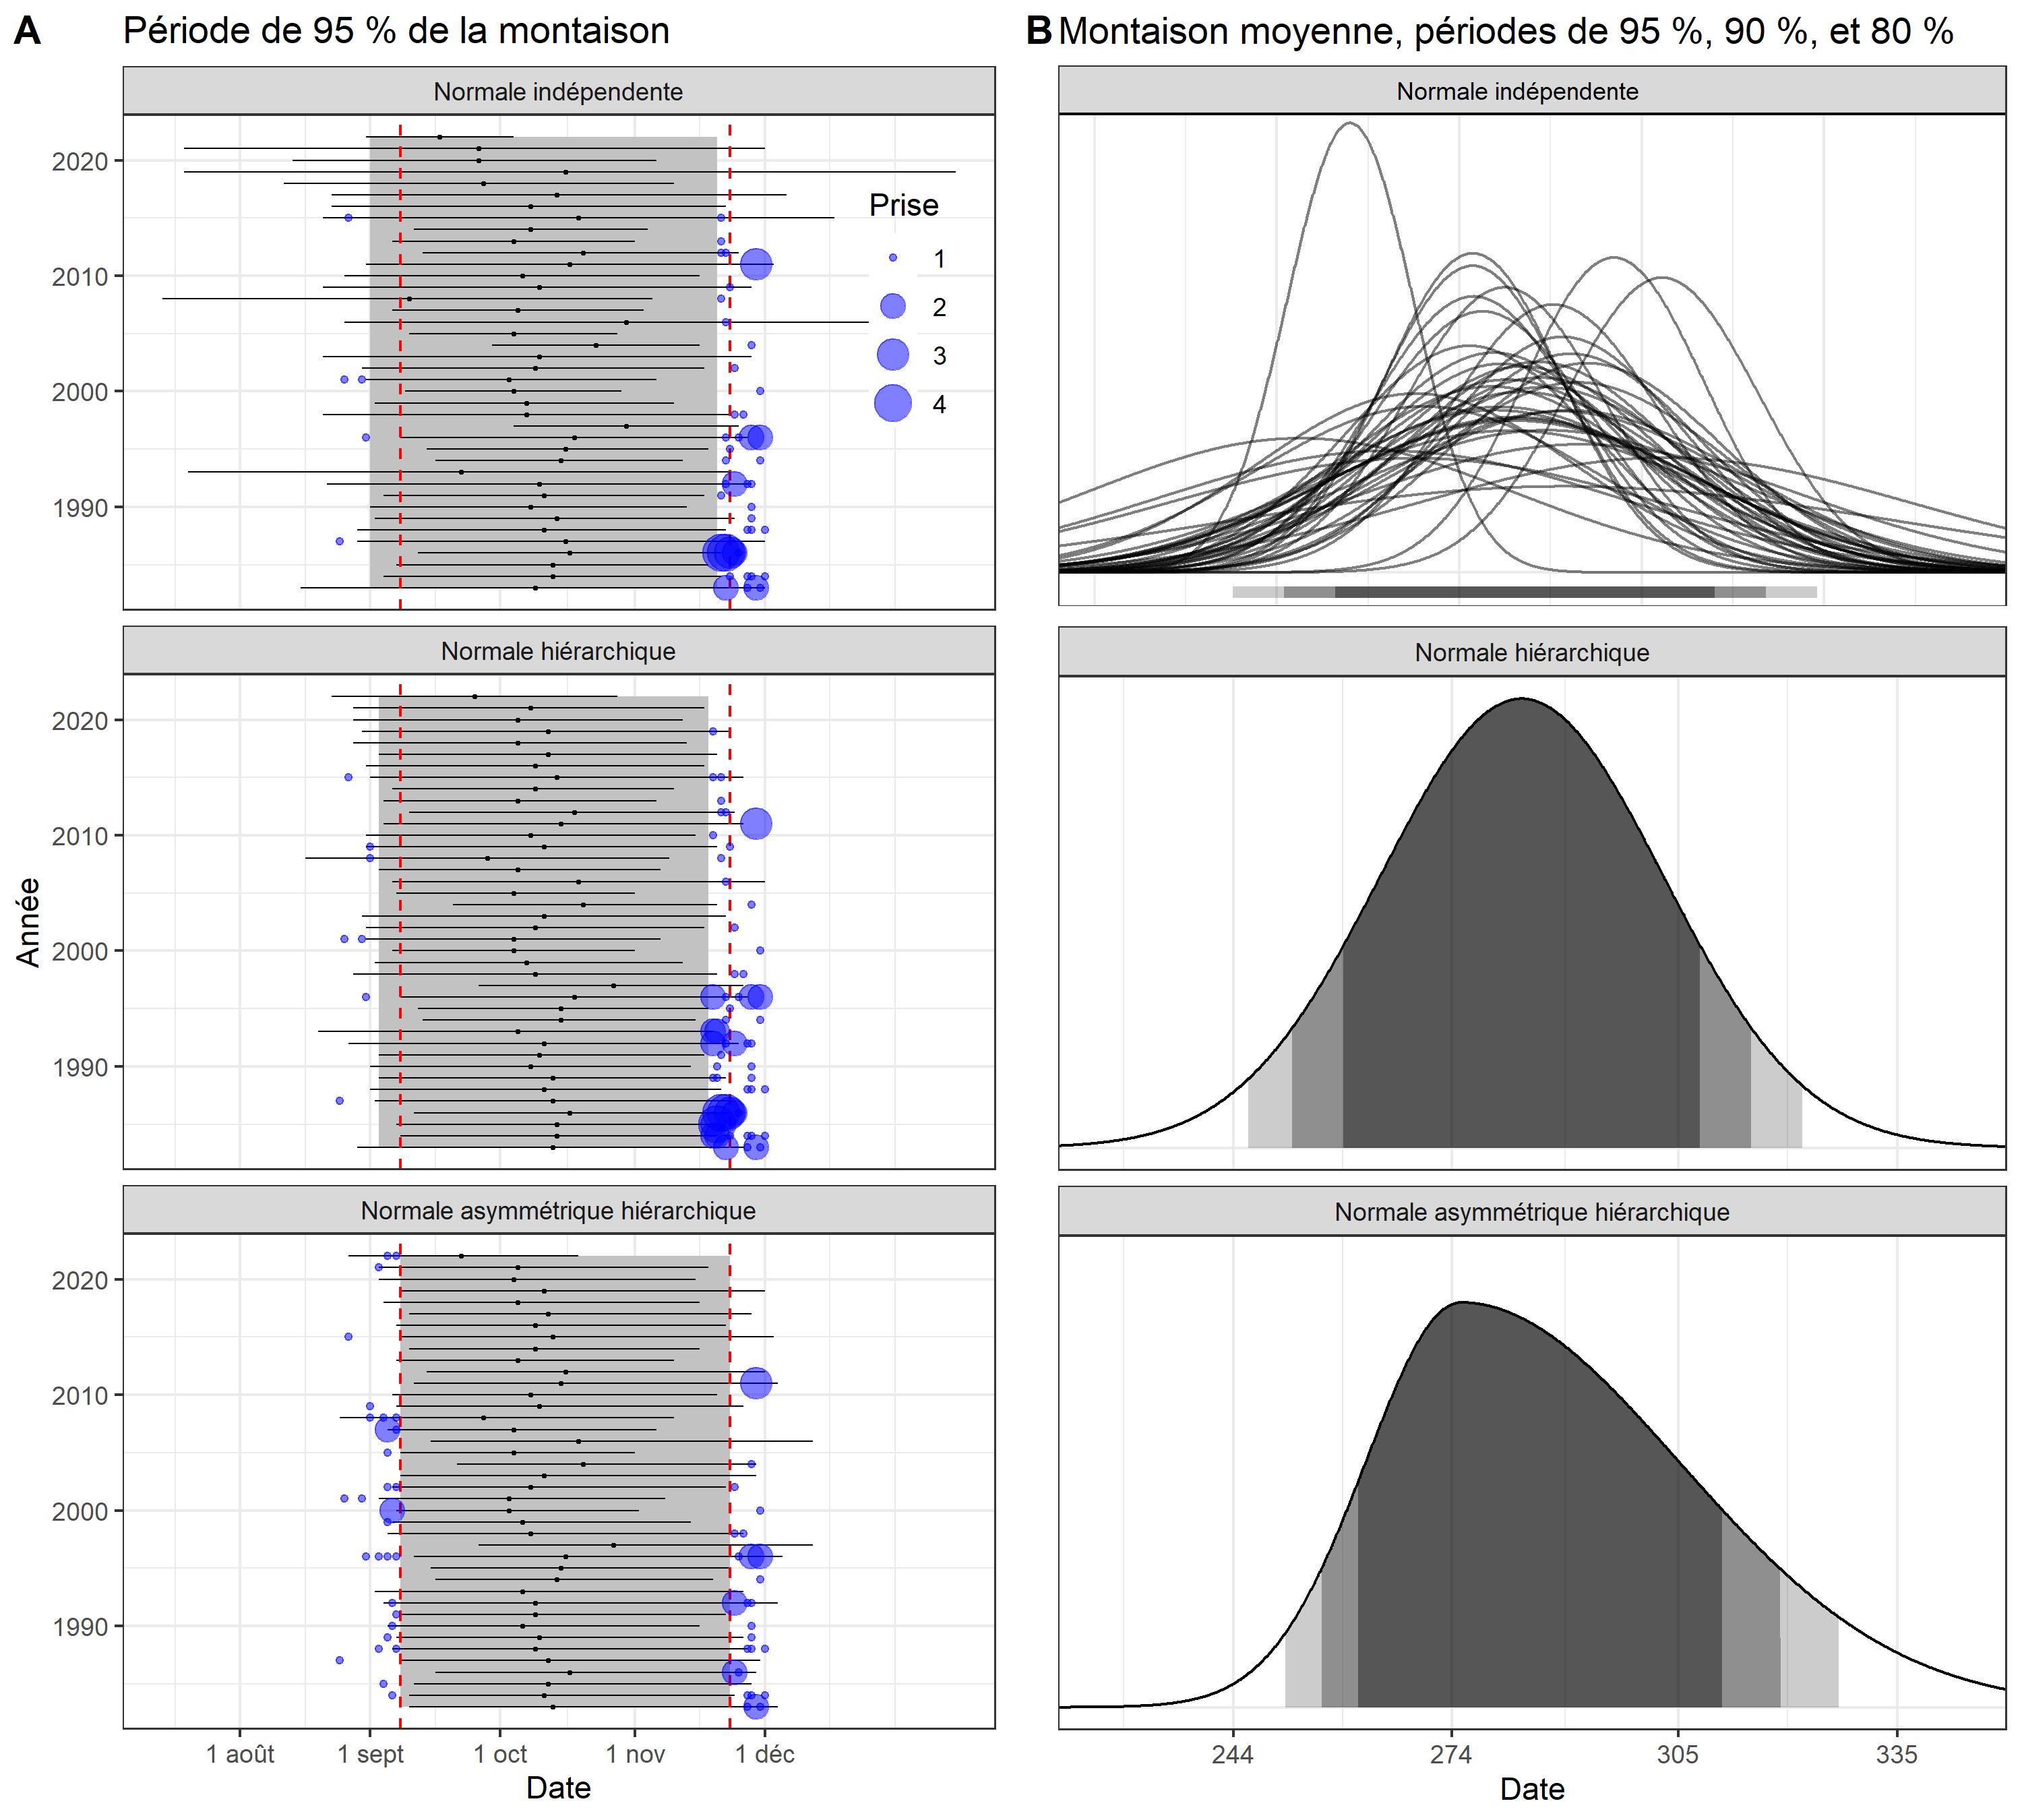 A Période de 95 % de la montaison
Normale indépendante
2020
2010
2000
1990
Prise
1
2
3
4
Normale hiérarchique
2020
2010
2000
1990
Année
Normale asymmétrique hiérarchique
2020
2010
2000
1990
1 août 1 sept 1 oct 1 nov 1 déc
Date
B Montaison moyenne, périodes de 95 %, 90 %, et 80 %
Normale indépendante
Normale hiérarchique
Normale asymmétrique hiérarchique
244 274 305 335
Date